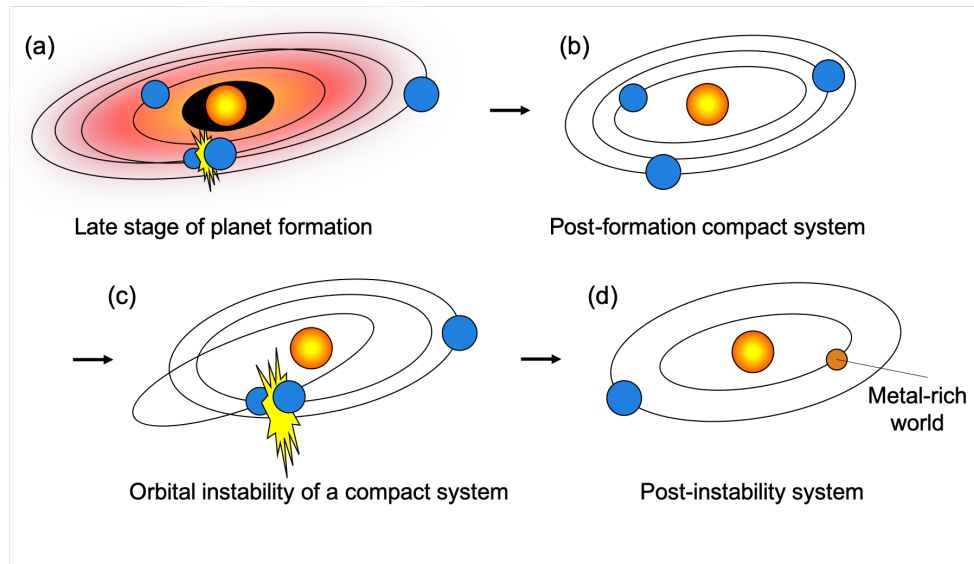 (a)
(b)
Late stage of planet formation
Post-formation compact system
(c)
(d)
Metal-rich
world
Orbital instability of a compact system
Post-instability system